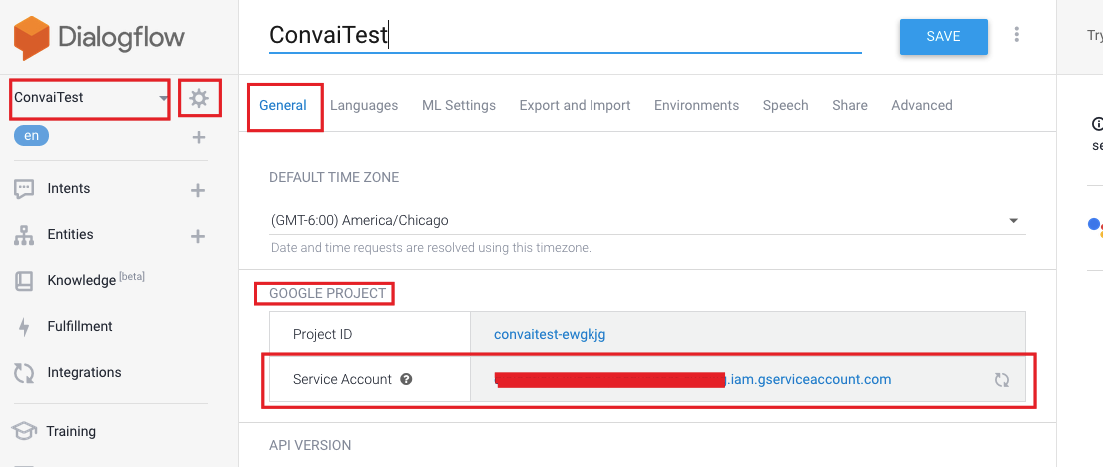 Dialogflow
ConvaiTest
en
Intents
Entities
Knowledge [beta]
Fulfillment
Integrations
Training
ConvaiTest
SAVE
General Languages ML Settings Export and Import Environments Speech Share Advanced
DEFAULT TIME ZONE
(GMT-6:00) America/Chicago
Date and time requests are resolved using this timezone.
GOOGLE PROJECT
Project ID convaitest-ewgkjg
Service Account .iam.gserviceaccount.com
API VERSION